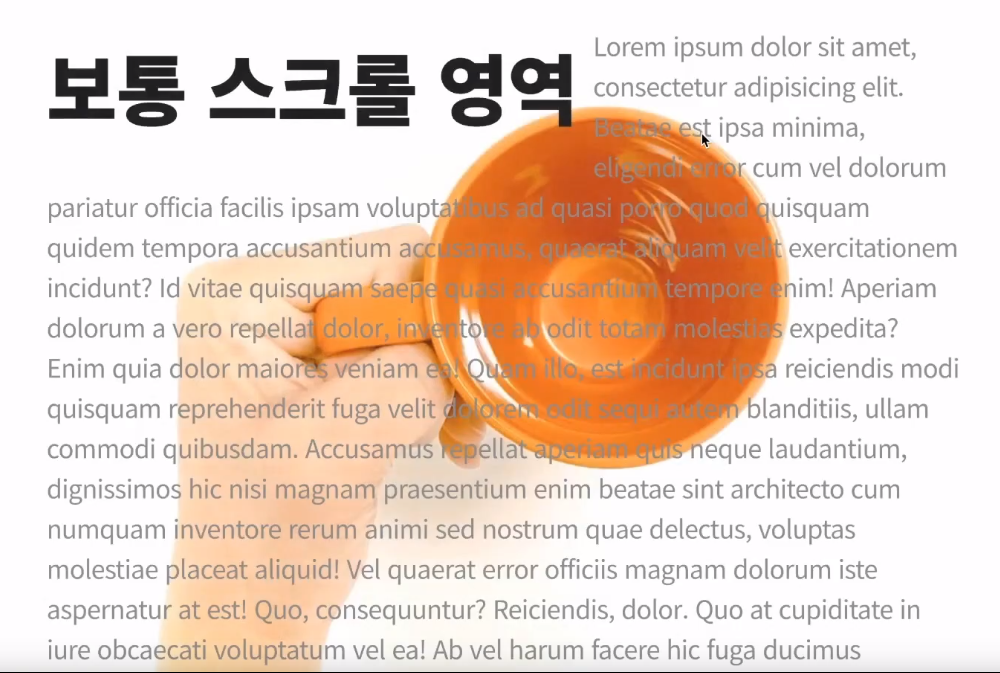 보통 스크롤 영역
Lorem ipsum dolor sit amet,
consectetur adipisicing elit.
Beatae est ipsa minima,
eligendi error cum vel dolorum
pariatur officia facilis ipsam voluptatibus ad quasi porro quod quisquam
quidem tempora accusantium accusamus, quaerat aliquam velit exercitationem
incidunt? Id vitae quisquam saepe quasi accusantium tempore enim! Aperiam
dolorum a vero repellat dolor, inventore ab odit totam molestias expedita?
Enim quia dolor maiores veniam ea! Quam illo, est incidunt ipsa reiciendis modi
quisquam reprehenderit fuga velit dolorem odit sequi autem blanditiis, ullam
commodi quibusdam. Accusamus repellat aperiam quis neque laudantium,
dignissimos hic nisi magnam praesentium enim beatae sint architecto cum
numquam inventore rerum animi sed nostrum quae delectus, voluptas
molestiae placeat aliquid! Vel quaerat error officiis magnam dolorum iste
aspernatur at est! Quo, consequuntur? Reiciendis, dolor. Quo at cupiditate in
iure obcaecati voluptatum vel ea! Ab vel harum facere hic fuga ducimus